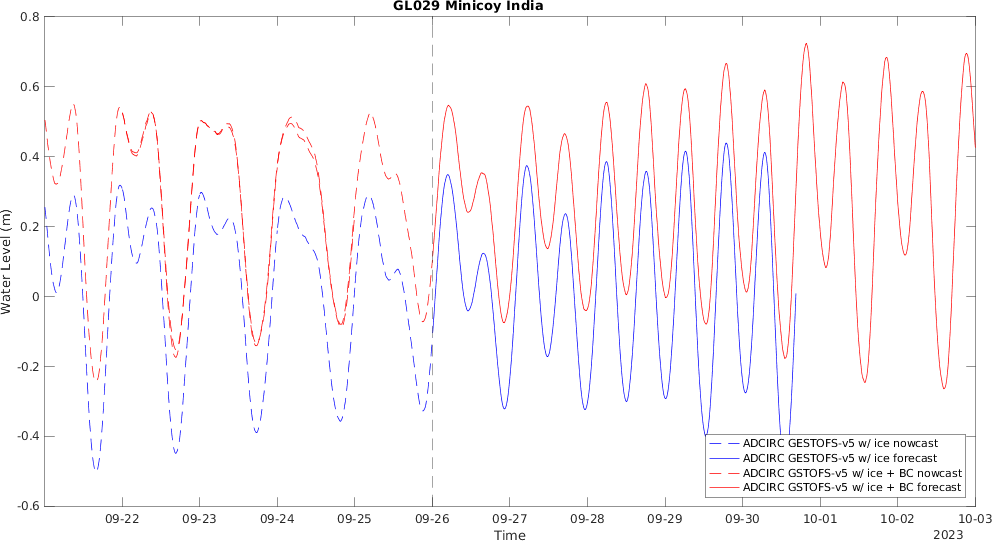 GL029 Minicoy India
0.8
0.6
0.4
0.2
0
-0.2
-0.4
-0.6
Water Level (m)
ADCIRC GESTOFS-v5 w/ ice nowcast
ADCIRC GESTOFS-v5 w/ ice forecast
ADCIRC GSTOFS-v5 w/ ice + BC nowcast
ADCIRC GSTOFS-v5 w/ ice + BC forecast
09-22 09-23 09-24 09-25 09-26 09-27 09-28 09-29 09-30 10-01 10-02 10-03
Time
2023